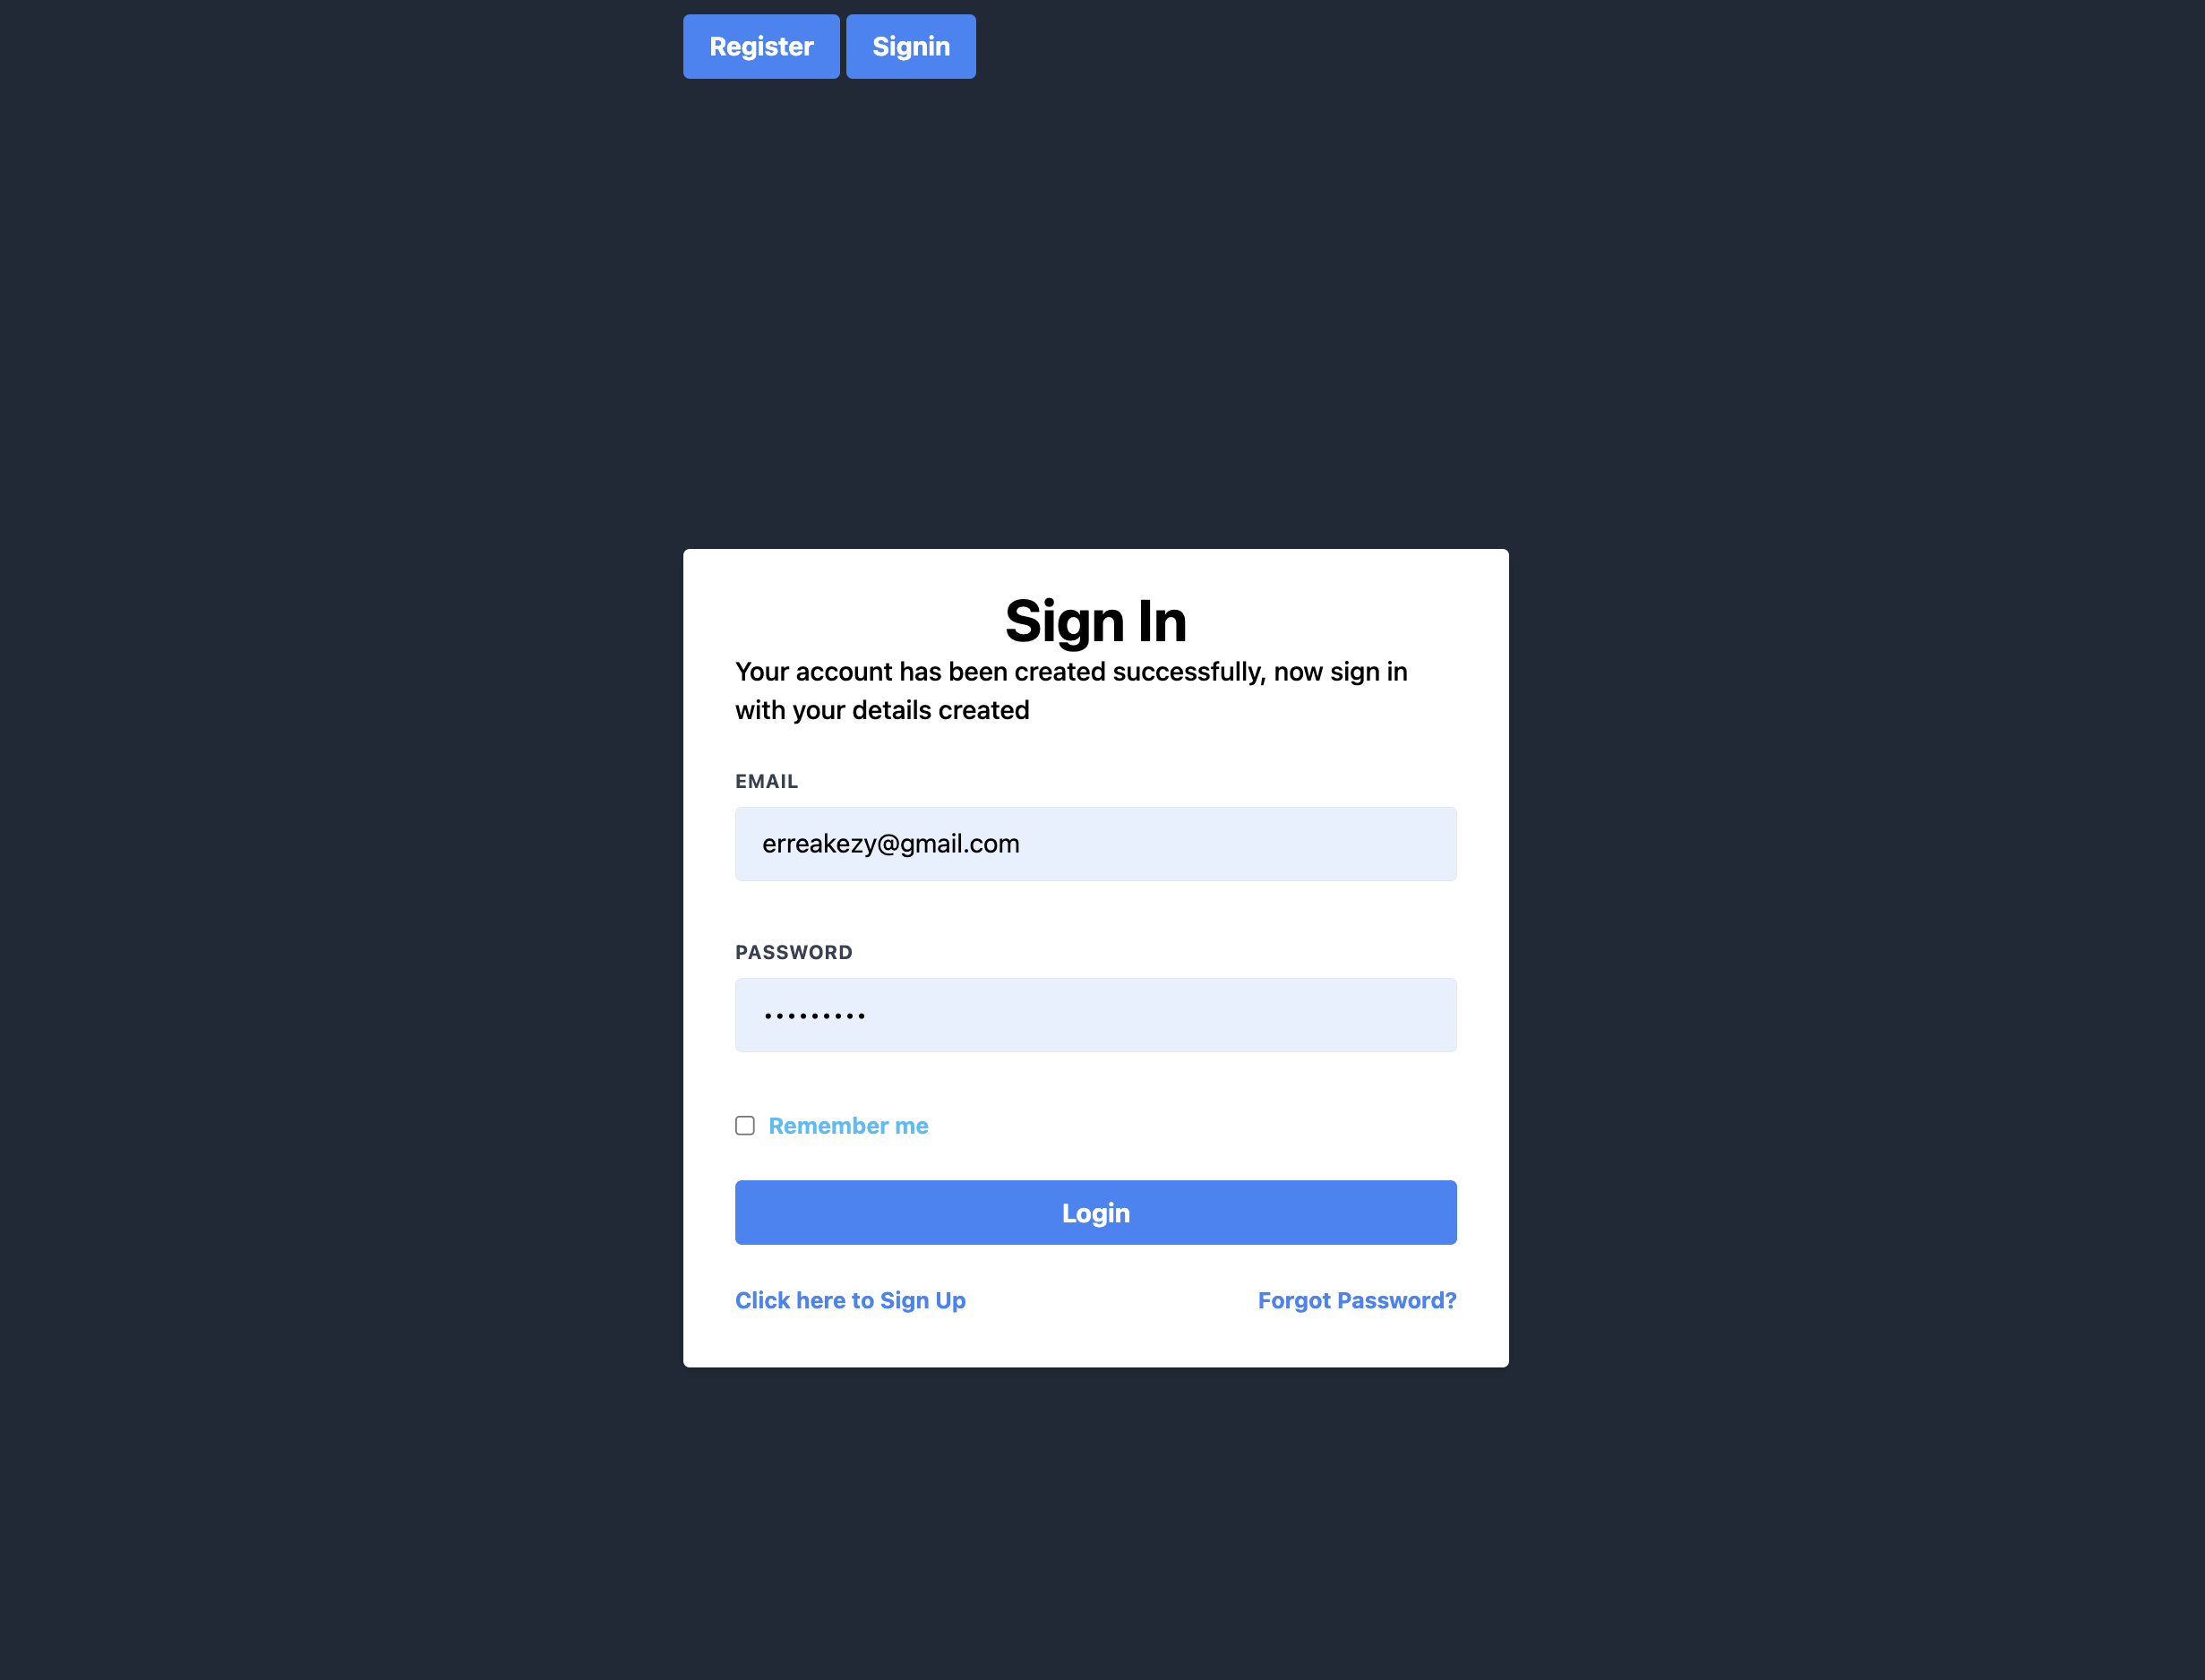 Register Signin
Sign In
Your account has been created successfully, now sign in
with your details created
EMAIL
erreakezy@gmail.com
PASSWORD
•••••••••
Remember me
Login
Click here to Sign Up Forgot Password?